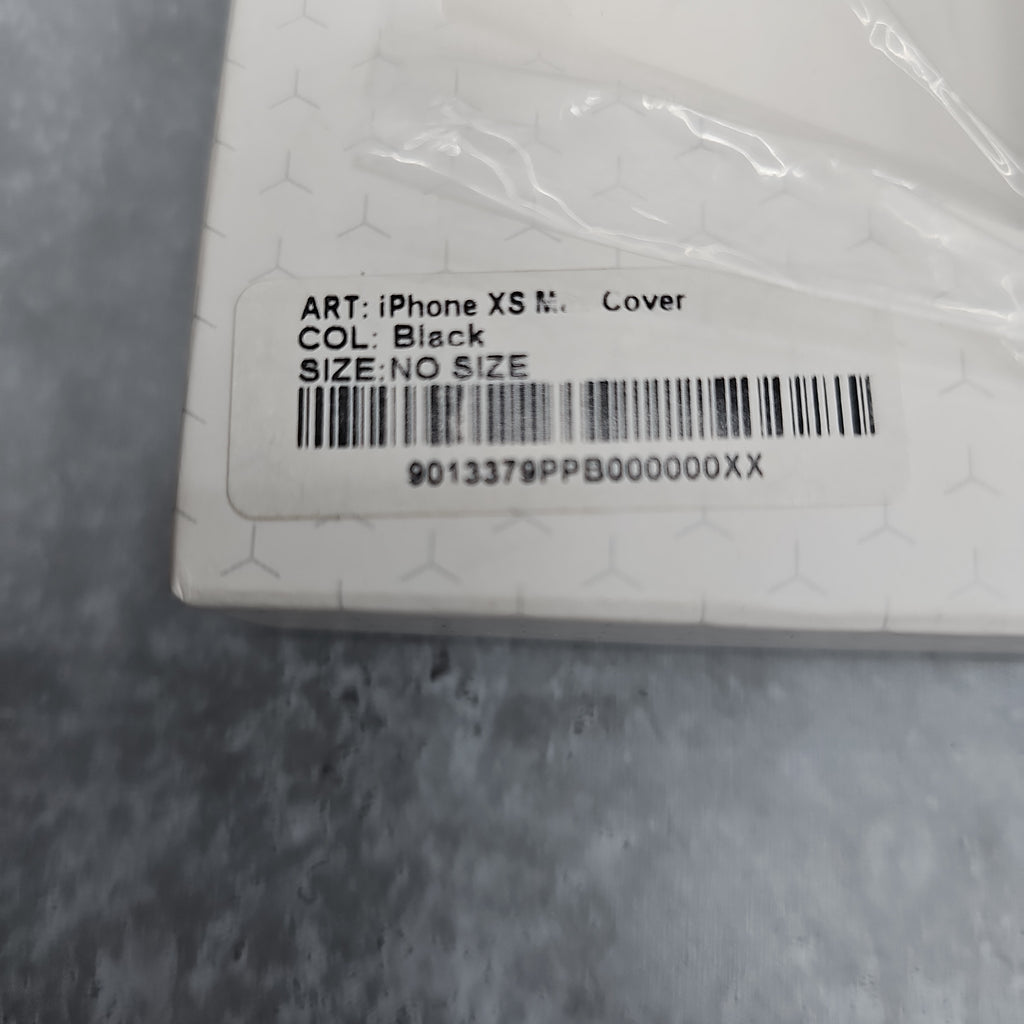 ART: iPhone XS Cover
COL: Black
SIZE:NO SIZE
9013379PPB000000XX